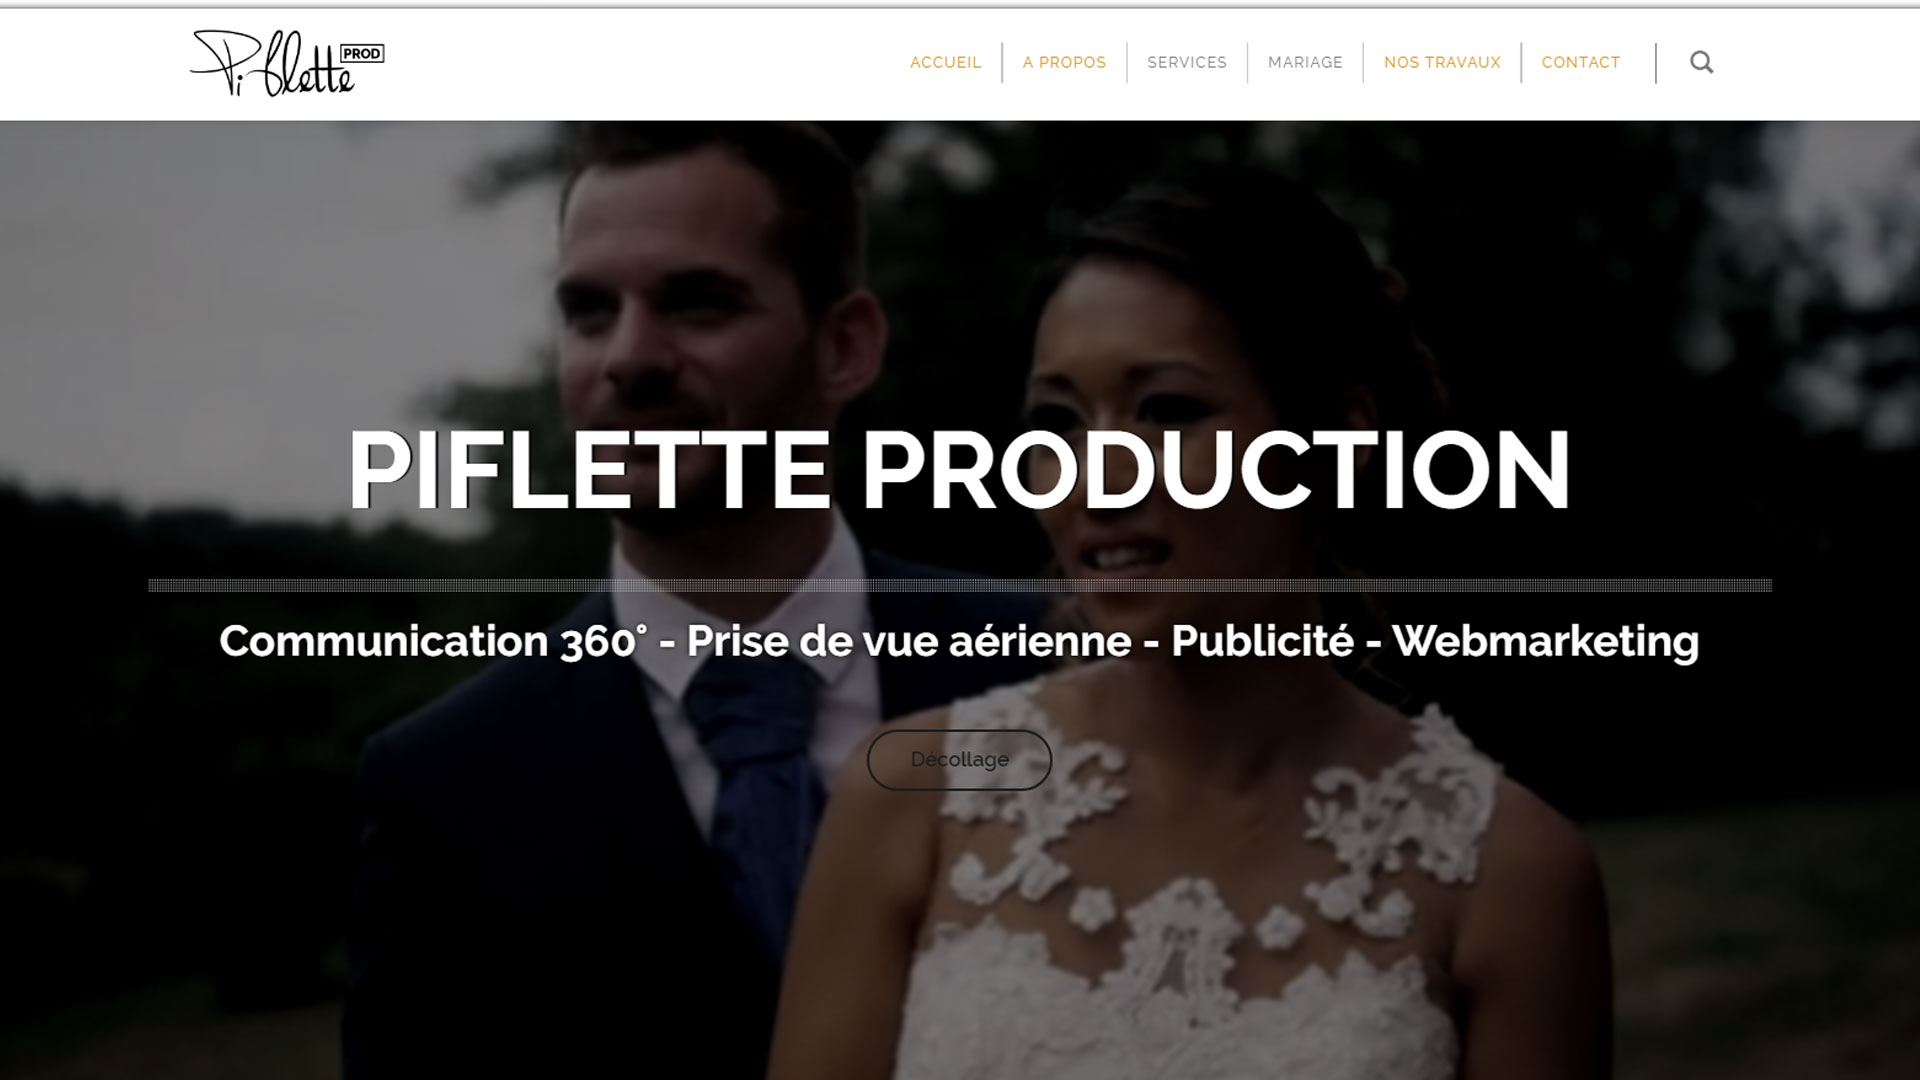 Piflette PROD
ACCUEIL
A PROPOS
SERVICES
MARIAGE
NOS TRAVAUX
CONTACT
PIFLETTE PRODUCTION
Communication 360° - Prise de vue aérienne - Publicité - Webmarketing
Décollage